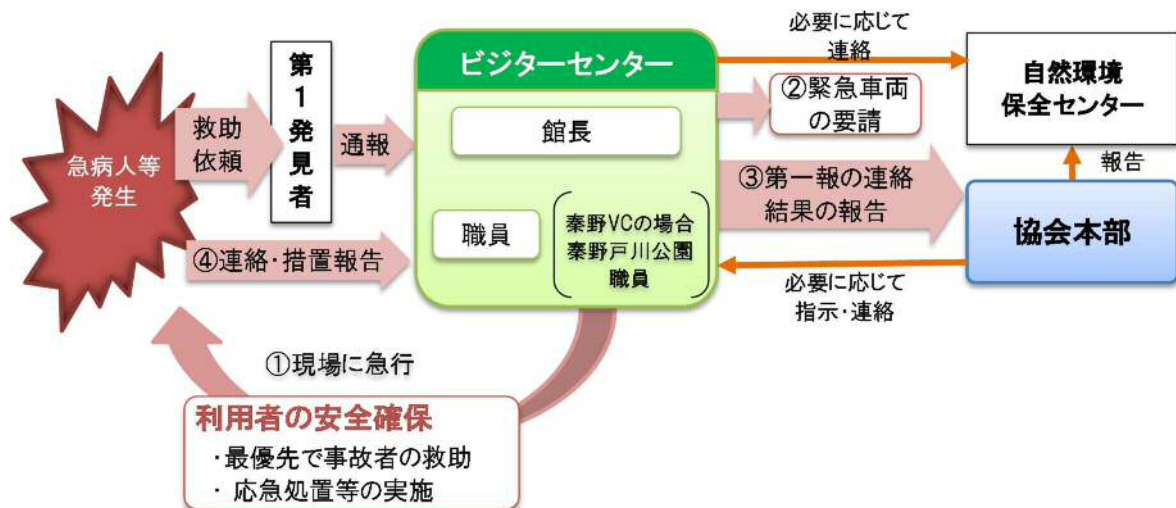 急病人等
発生
救助
依頼
第1発見者
通報
ビジターセンター
館長
職員
秦野VCの場合
秦野戸川公園
職員
必要に応じて
連絡
自然環境
保全センター
②緊急車両
の要請
③第一報の連絡
結果の報告
報告
協会本部
④連絡・措置報告
必要に応じて
指示・連絡
①現場に急行
利用者の安全確保
・最優先で事故者の救助
・応急処置等の実施